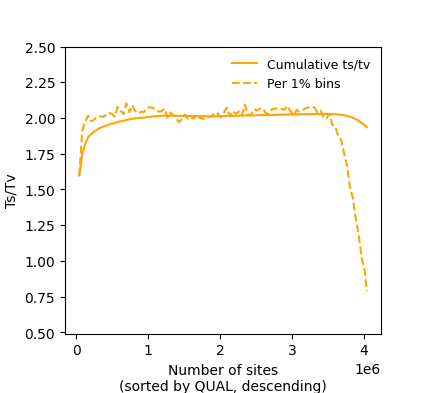 2.50
2.25
2.00
1.75
1.50
1.25
1.00
0.75
0.50
Ts/Tv
Cumulative ts/tv
Per 1% bins
0 1 2 3 4
1e6
Number of sites
(sorted by QUAL, descending)